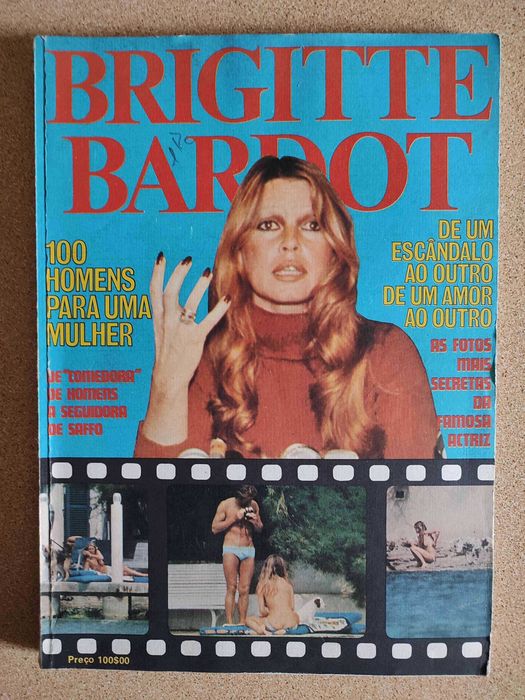 BRIGITTE
BARDOT
100
HOMENS
PARA UMA
MULHER
DE "COMEDORA"
DE HOMENS
A SEGUIDORA
DE SAFFO
DE UM
ESCÂNDALO
AO OUTRO
DE UM AMOR
AO OUTRO
AS FOTOS
MAIS
SECRETAS
DA
FAMOSA
ACTRIZ
Preço 100$00